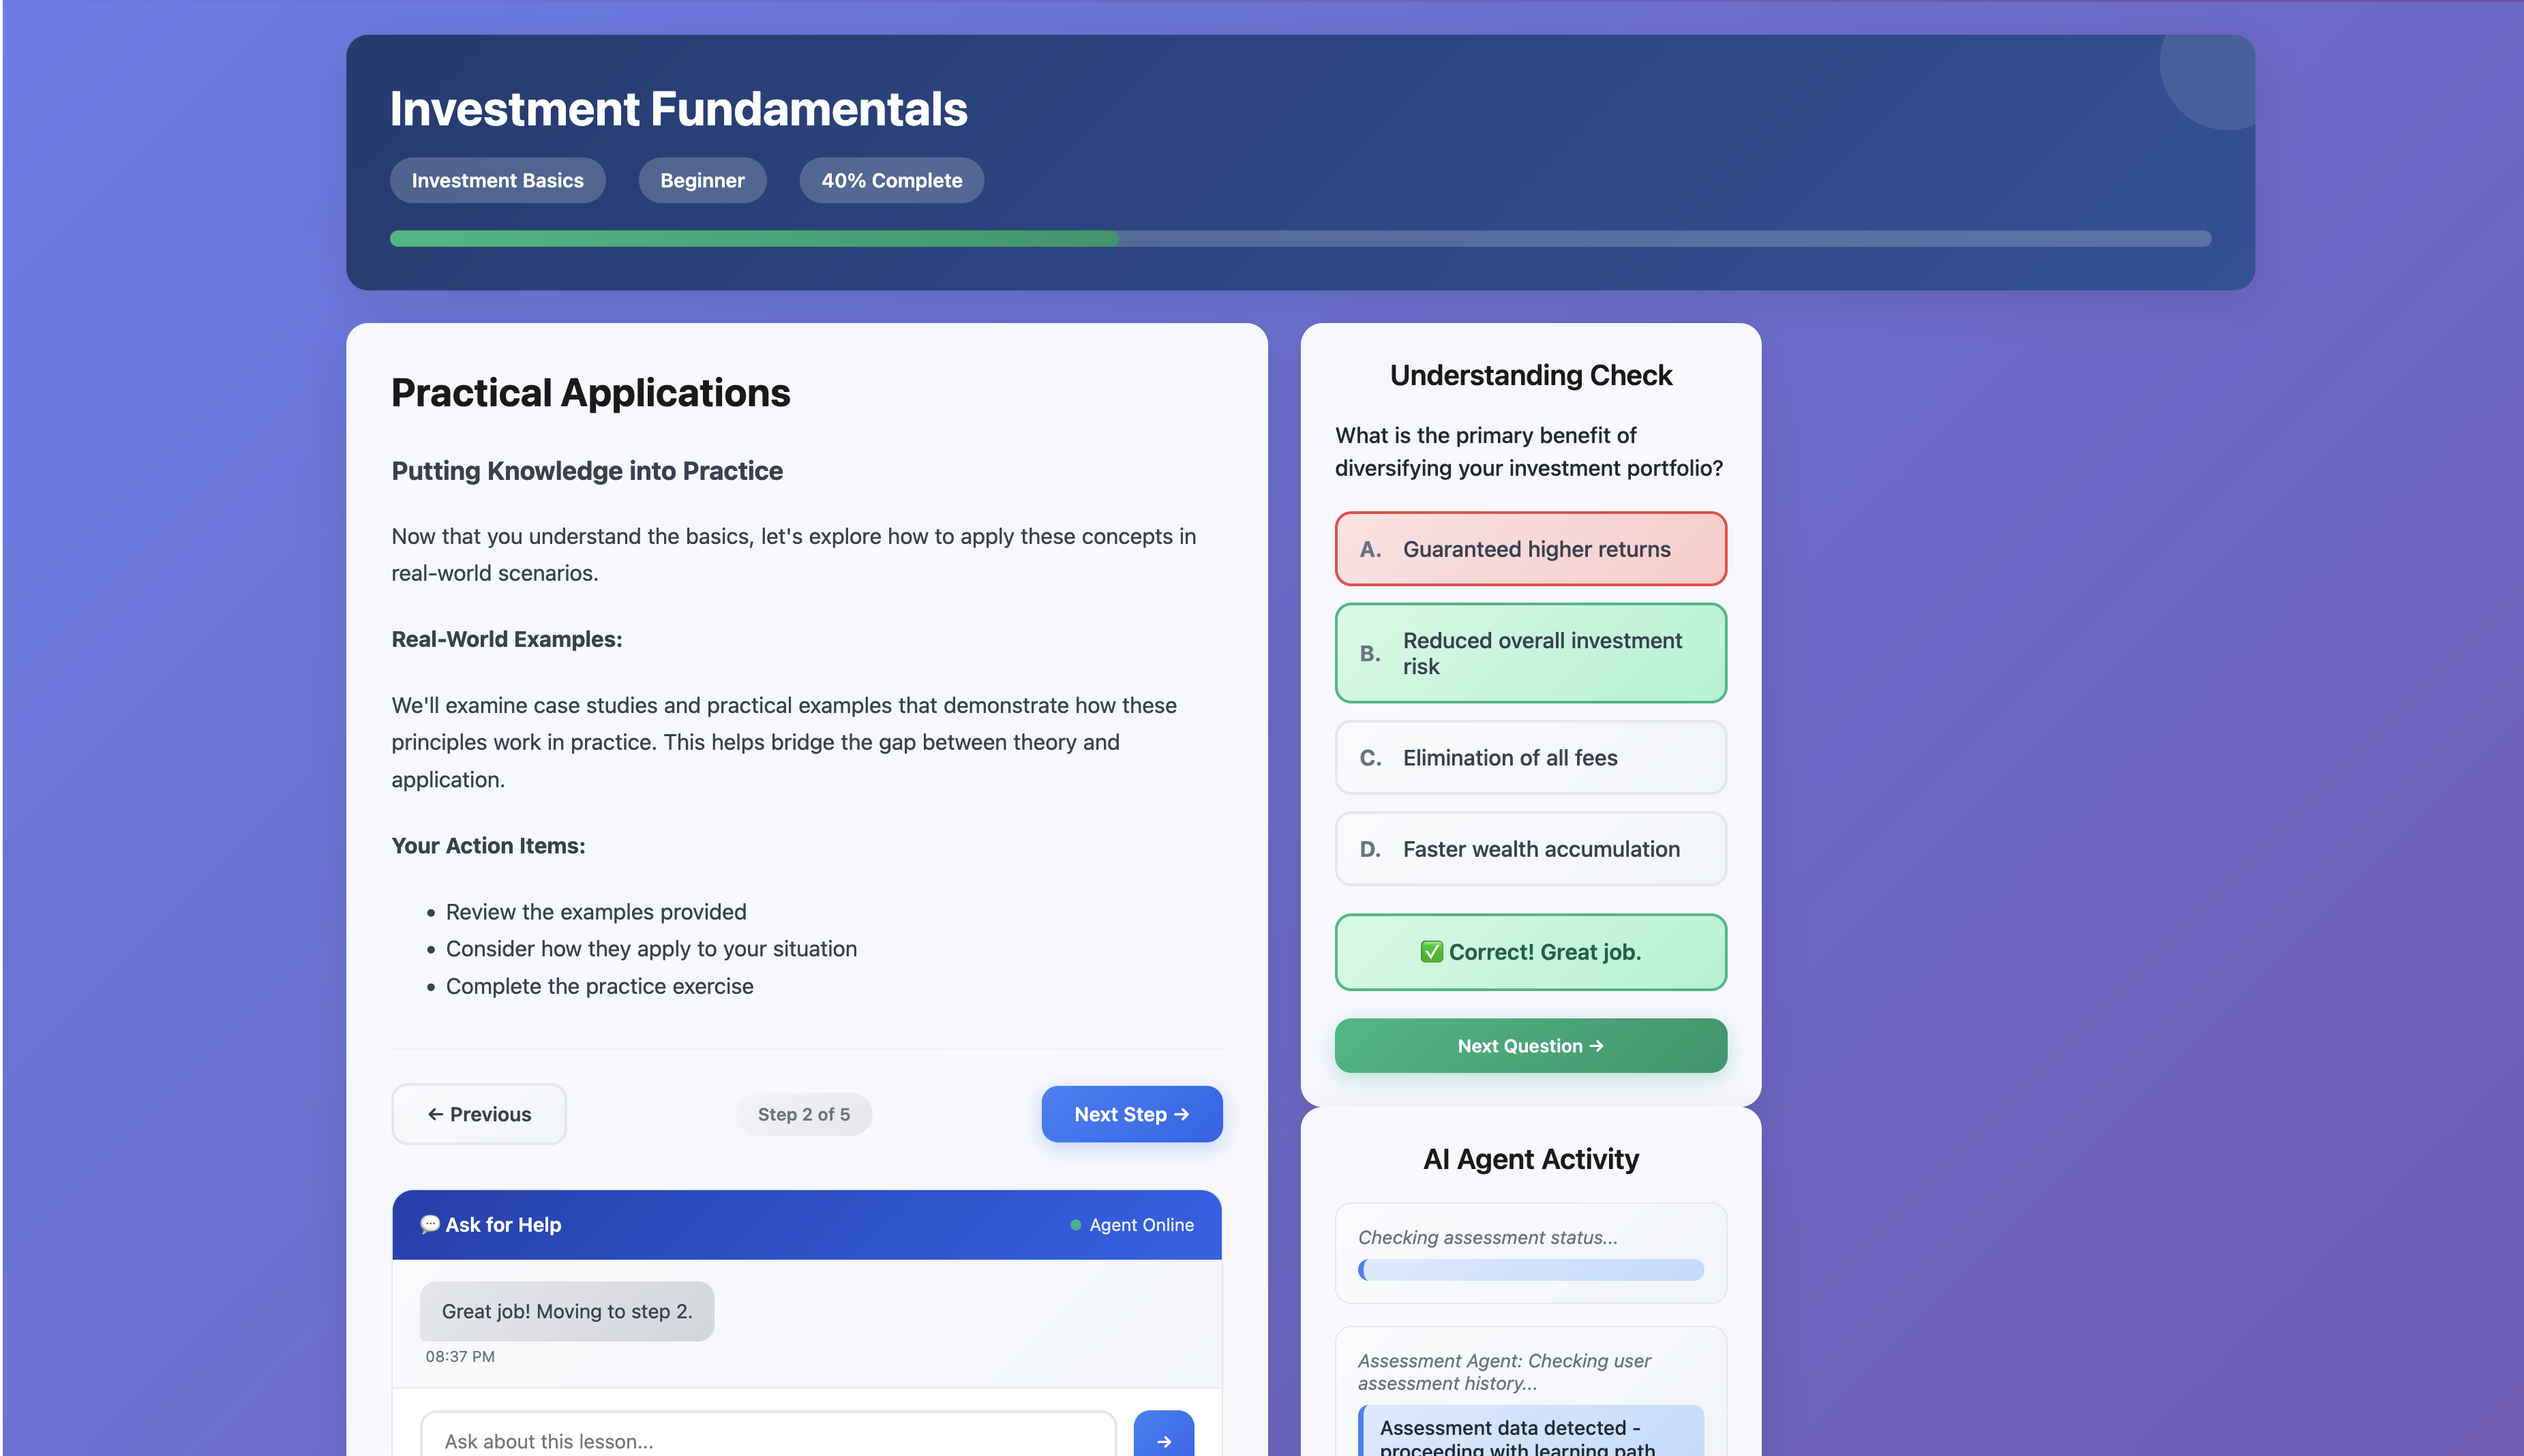 Investment Fundamentals
Investment Basics
Beginner
40% Complete
Practical Applications
Putting Knowledge into Practice
Now that you understand the basics, let's explore how to apply these concepts in
real-world scenarios.
Real-World Examples:
We'll examine case studies and practical examples that demonstrate how these
principles work in practice. This helps bridge the gap between theory and
application.
Your Action Items:
• Review the examples provided
• Consider how they apply to your situation
• Complete the practice exercise
← Previous
Step 2 of 5
Next Step →
💬 Ask for Help
Agent Online
Great job! Moving to step 2.
08:37 PM
Ask about this lesson...
→
Understanding Check
What is the primary benefit of
diversifying your investment portfolio?
A. Guaranteed higher returns
B. Reduced overall investment
risk
C. Elimination of all fees
D. Faster wealth accumulation
✅ Correct! Great job.
Next Question →
AI Agent Activity
Checking assessment status...
Assessment Agent: Checking user
assessment history...
Assessment data detected -
proceeding with learning path